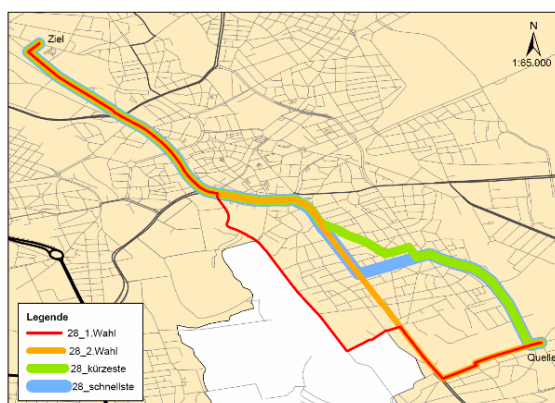 Ziel
N
1:65.000
Legende
28_1.Wahl
28_2.Wahl
28_kürzeste
28_schnellste
Quelle